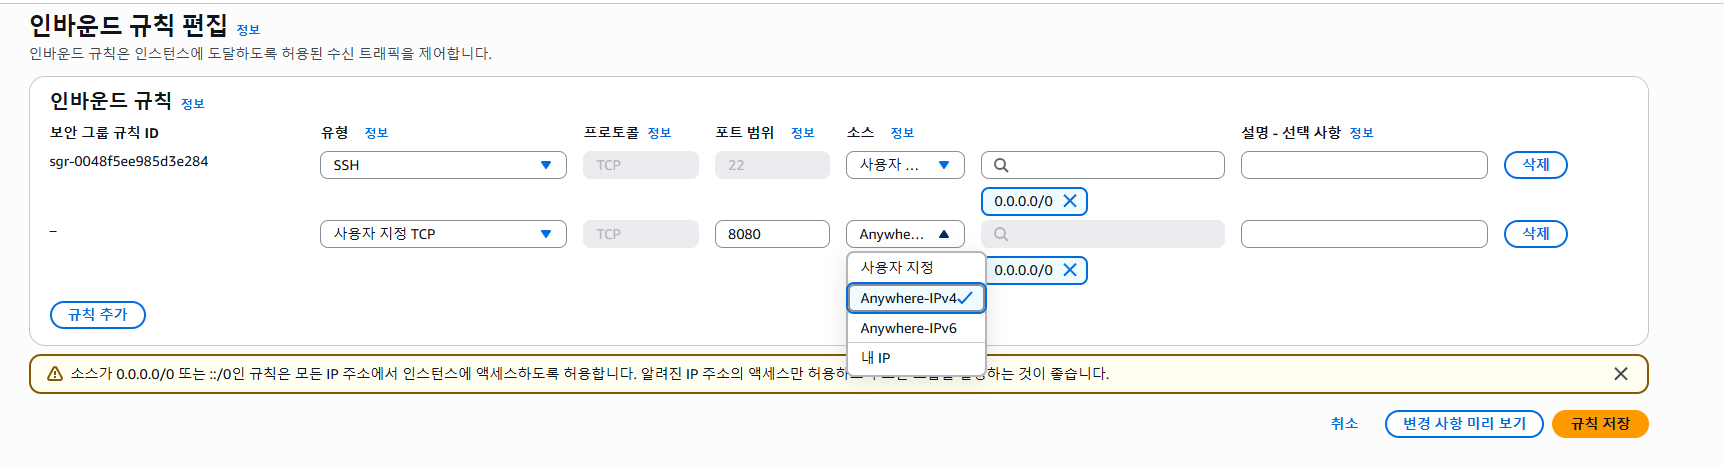 인바운드 규칙 편집 정보
인바운드 규칙은 인스턴스에 도달하도록 허용된 수신 트래픽을 제어합니다.
인바운드 규칙 정보
보안 그룹 규칙 ID 유형 정보 프로토콜 정보 포트 범위 정보 소스 정보 설명 - 선택 사항 정보
sgr-0048f5ee985d3e284 SSH TCP 22 사용자 ... 삭제
0.0.0.0/0
– 사용자 지정 TCP TCP 8080 Anywhe... 삭제
사용자 지정 0.0.0.0/0
Anywhere-IPv4
규칙 추가
Anywhere-IPv6
내 IP
소스가 0.0.0.0/0 또는 ::/0인 규칙은 모든 IP 주소에서 인스턴스에 액세스하도록 허용합니다. 알려진 IP 주소의 액세스만 허용하 것이 좋습니다.
취소 변경 사항 미리 보기 규칙 저장